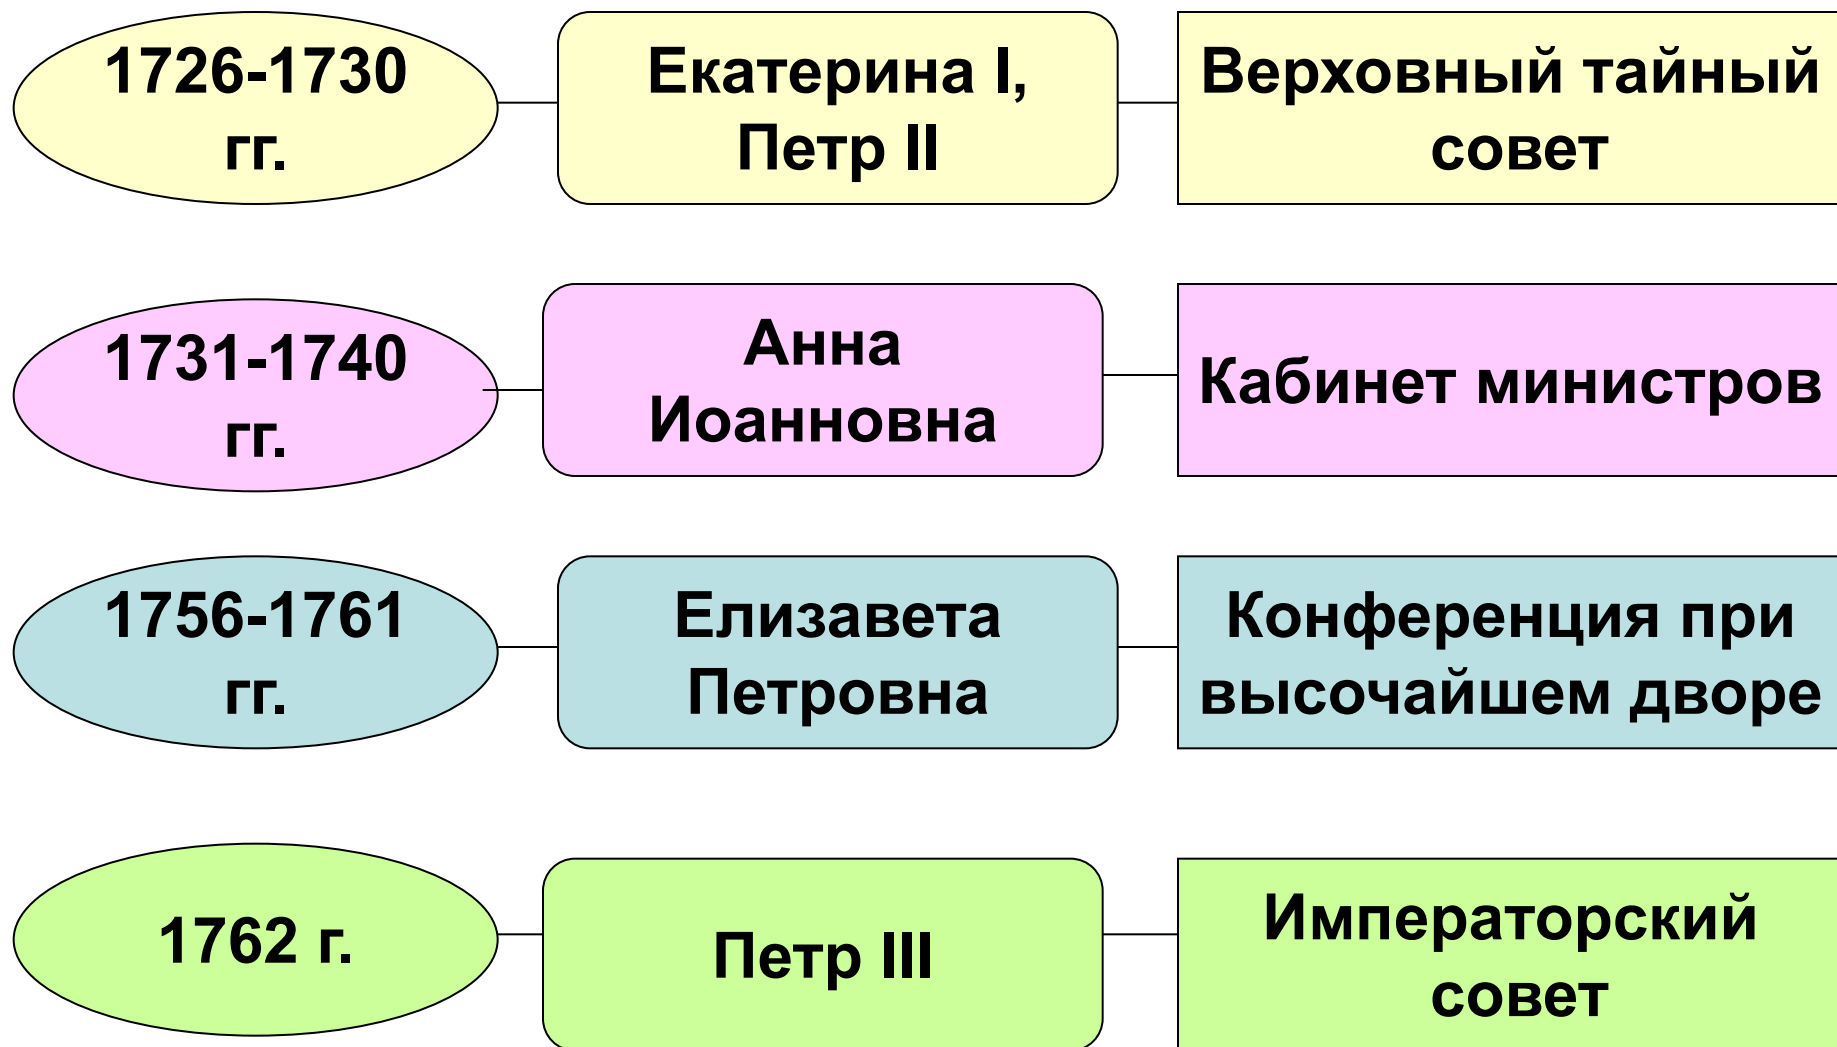 1726-1730
гг.
Екатерина I,
Петр II
Верховный тайный
совет
1731-1740
гг.
Анна
Иоанновна
Кабинет министров
1756-1761
гг.
Елизавета
Петровна
Конференция при
высочайшем дворе
1762 г.
Петр III
Императорский
совет